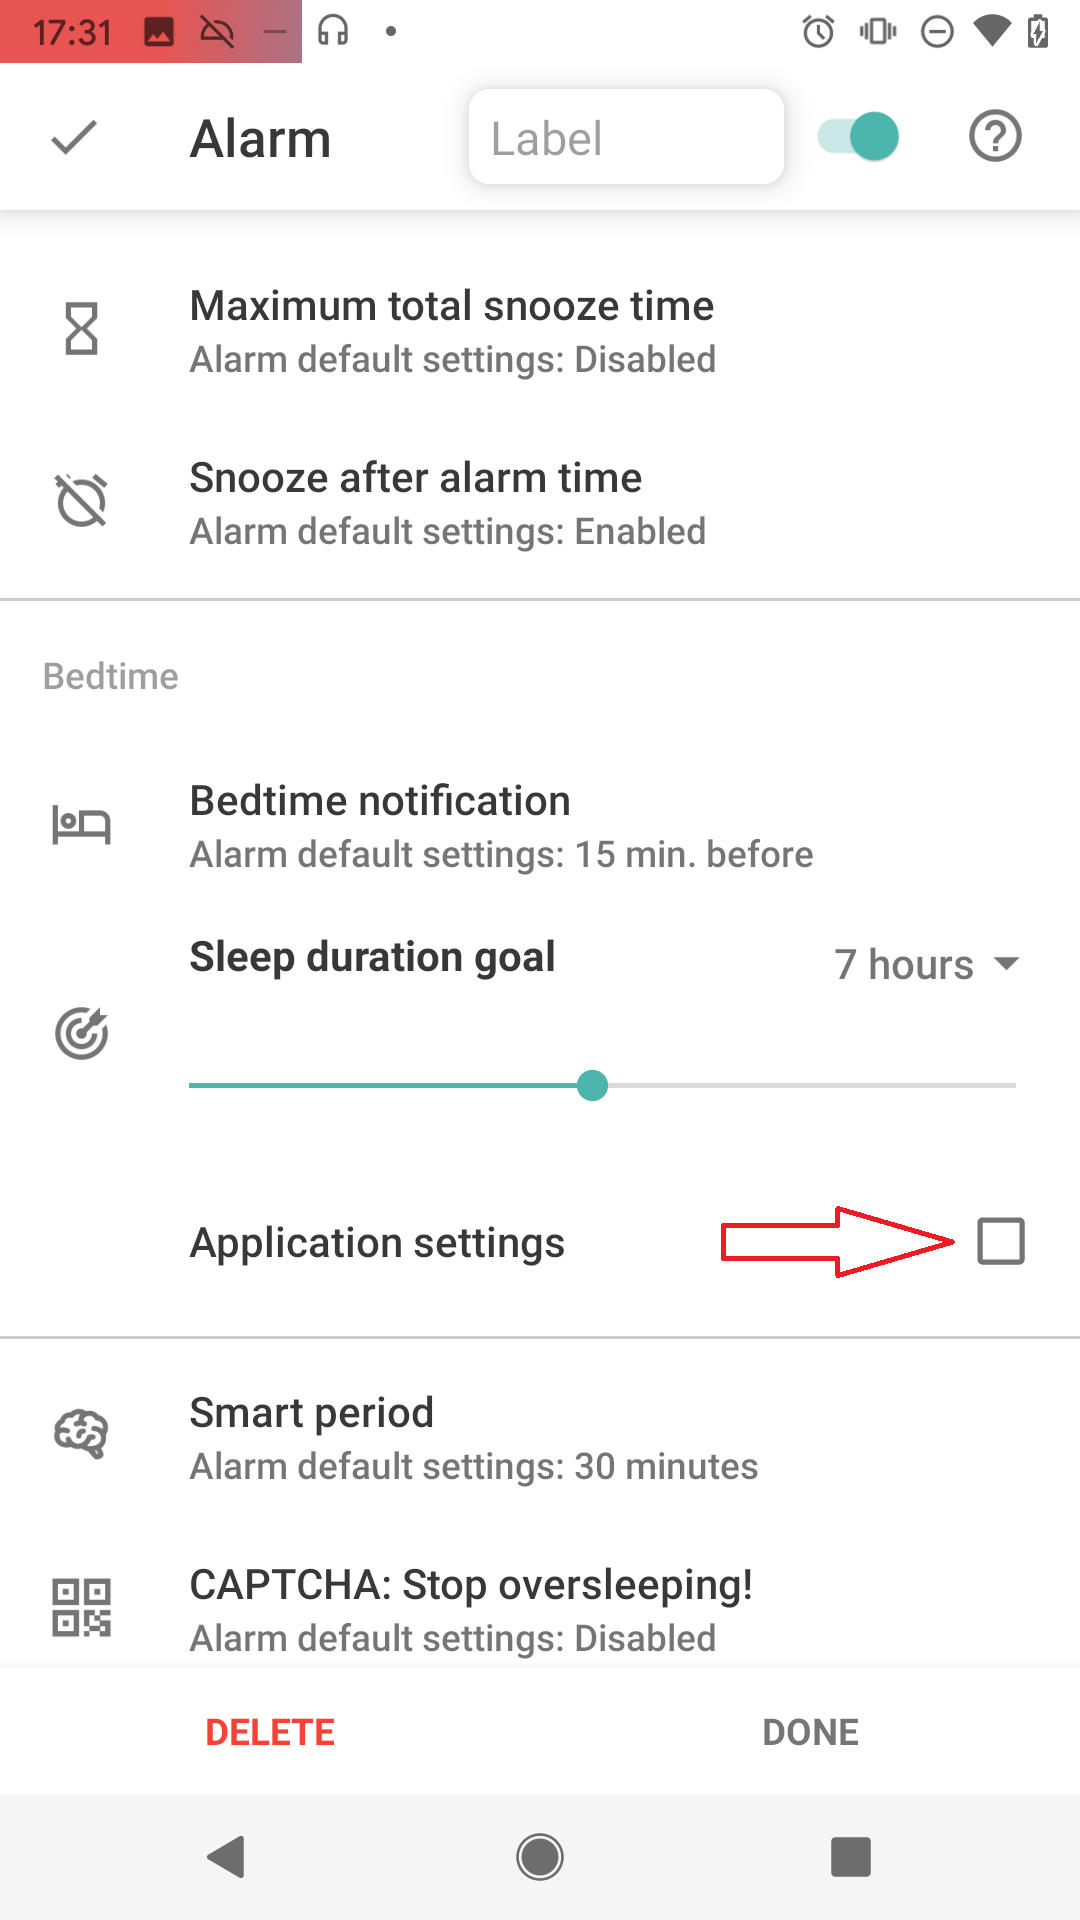 17:31
Alarm
Label
Maximum total snooze time
Alarm default settings: Disabled
Snooze after alarm time
Alarm default settings: Enabled
Bedtime
Bedtime notification
Alarm default settings: 15 min. before
Sleep duration goal
7 hours
Application settings
Smart period
Alarm default settings: 30 minutes
CAPTCHA: Stop oversleeping!
Alarm default settings: Disabled
DELETE
DONE